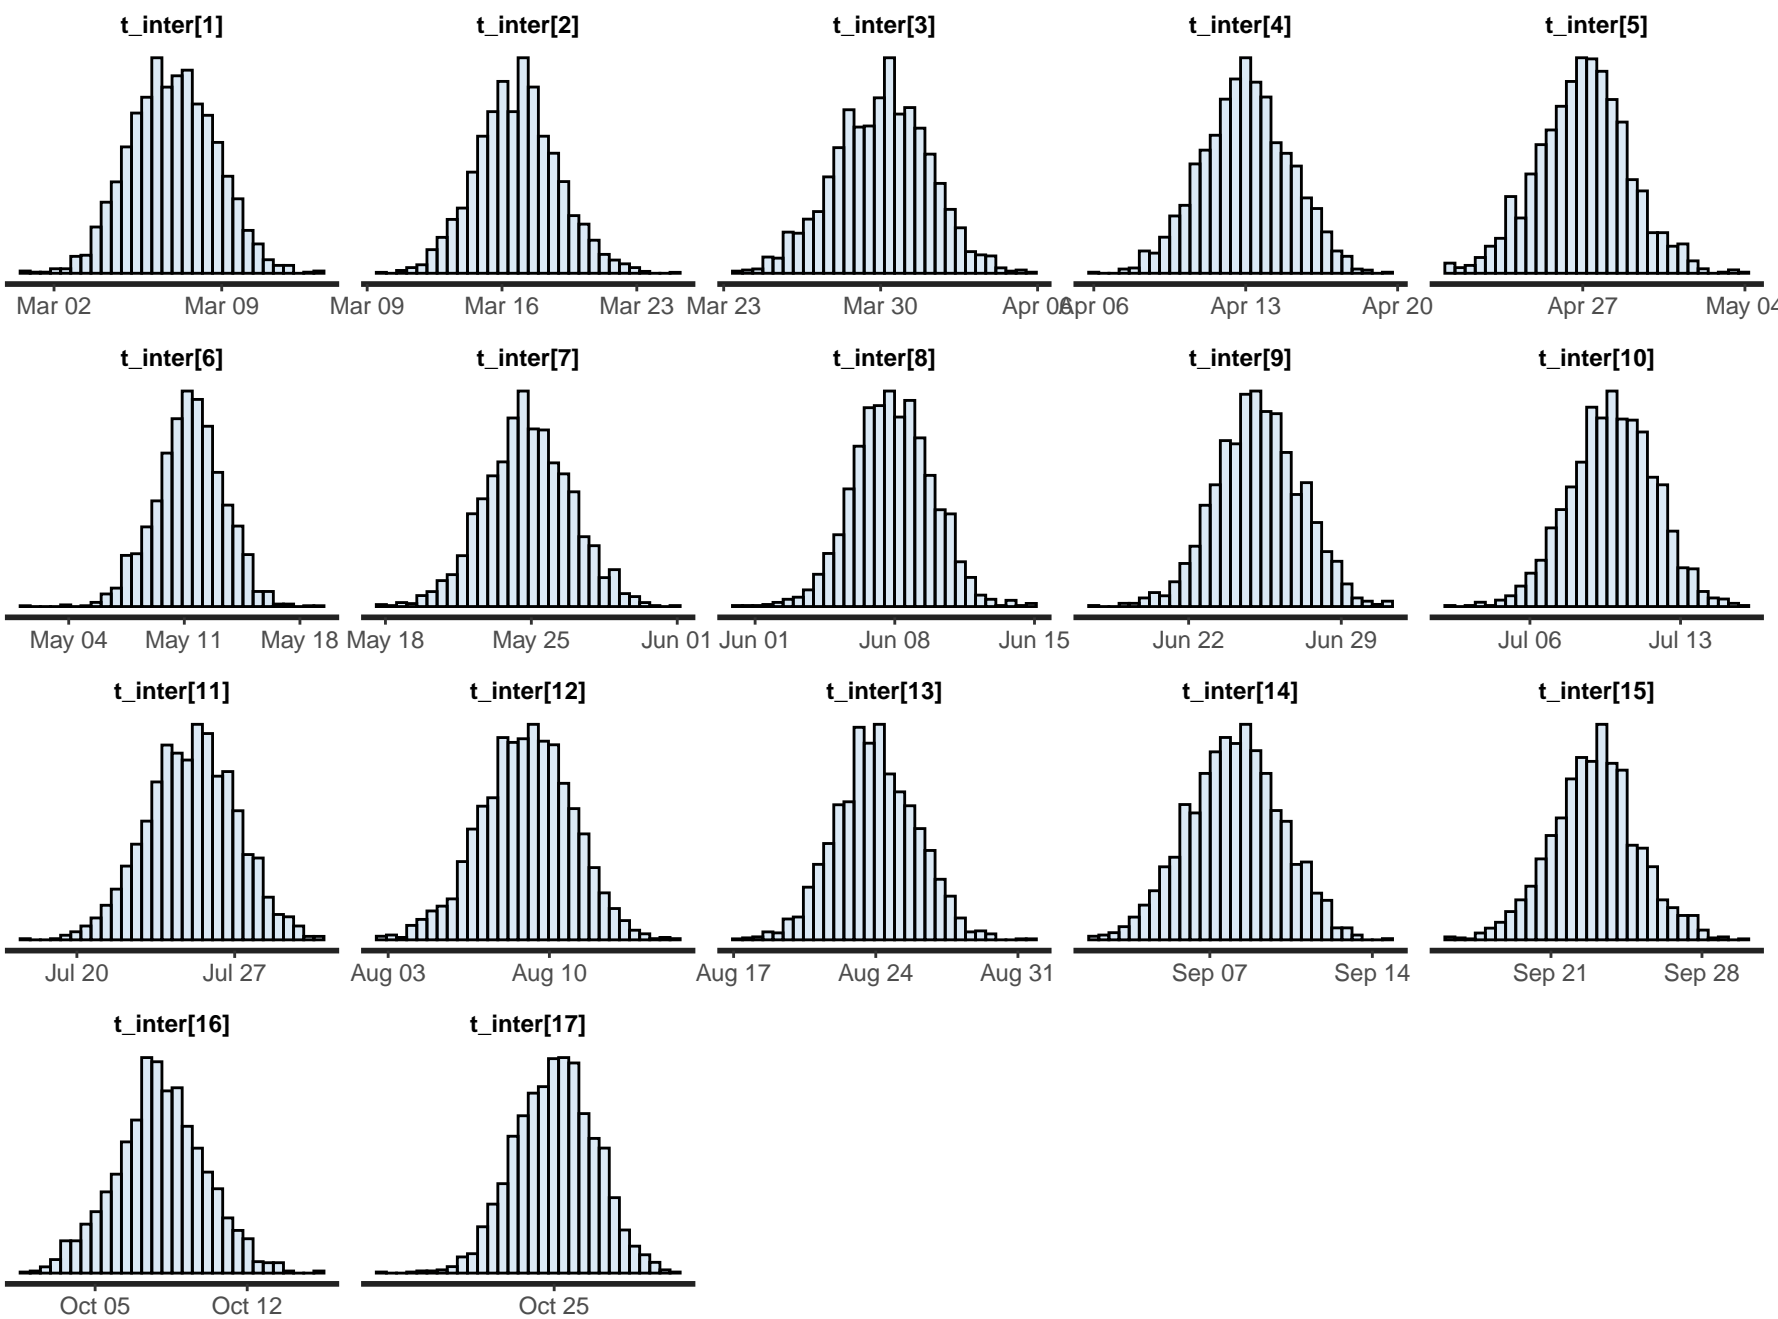 t_inter[1] t_inter[2] t_inter[3] t_inter[4] t_inter[5]
Mar 02 Mar 09 Mar 09 Mar 16 Mar 23 Mar 23 Mar 30 Apr 06 Apr 06 Apr 13 Apr 20 Apr 27 May 04
t_inter[6] t_inter[7] t_inter[8] t_inter[9] t_inter[10]
May 04 May 11 May 18 May 18 May 25 Jun 01 Jun 01 Jun 08 Jun 15 Jun 22 Jun 29 Jul 06 Jul 13
t_inter[11] t_inter[12] t_inter[13] t_inter[14] t_inter[15]
Jul 20 Jul 27 Aug 03 Aug 10 Aug 17 Aug 24 Aug 31 Sep 07 Sep 14 Sep 21 Sep 28
t_inter[16] t_inter[17]
Oct 05 Oct 12 Oct 25